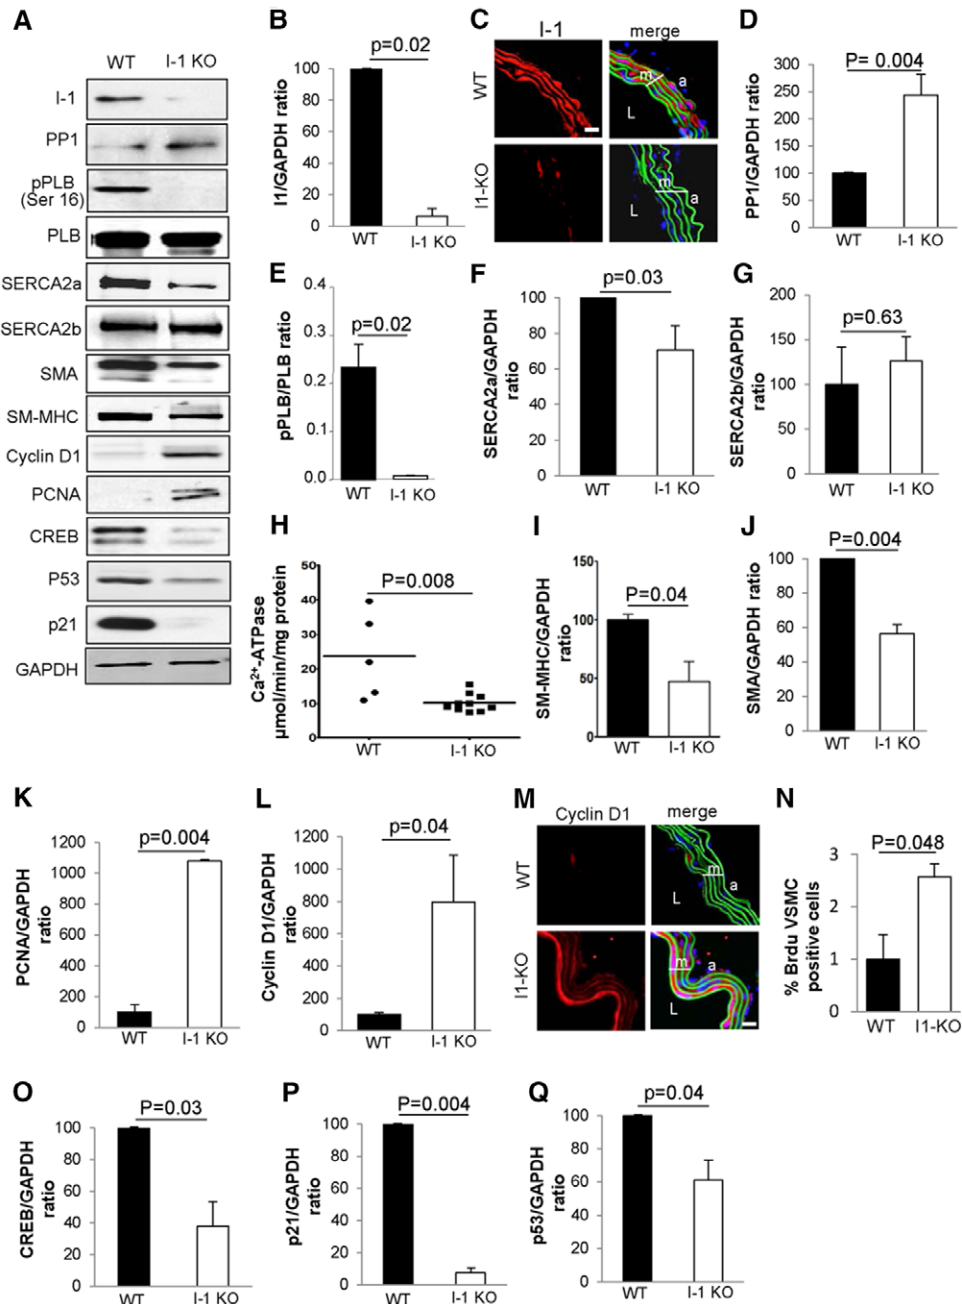 A
WT I-1 KO
I-1
PP1
pPLB
(Ser 16)
PLB
SERCA2a
SERCA2b
SMA
SM-MHC
Cyclin D1
PCNA
CREB
P53
p21
GAPDH
B
p=0.02
I1/GAPDH ratio
100
80
60
40
20
0
WT I-1 KO
C
I-1 merge
WT
m
a
L
I1-KO
m
a
L
D
P= 0.004
PP1/GAPDH ratio
300
250
200
150
100
50
0
WT I-1 KO
E
p=0.02
pPLB/PLB ratio
0.4
0.3
0.2
0.1
0.0
WT I-1 KO
F
p=0.03
SERCA2a/GAPDH
ratio
100
80
60
40
20
0
WT I-1 KO
G
p=0.63
SERCA2b/GAPDH
ratio
200
150
100
50
0
WT I-1 KO
H
P=0.008
Ca²⁺-ATPase
µmol/min/mg protein
50
40
30
20
10
0
WT I-1 KO
I
P=0.04
SM-MHC/GAPDH
ratio
150
100
50
0
WT I-1 KO
J
P=0.004
SMA/GAPDH ratio
100
80
60
40
20
0
WT I-1 KO
K
p=0.004
PCNA/GAPDH
ratio
1200
1000
800
600
400
200
0
WT I-1 KO
L
p=0.04
Cyclin D1/GAPDH
ratio
1200
1000
800
600
400
200
0
WT I-1 KO
M
Cyclin D1 merge
WT
m
a
L
I1-KO
m
a
L
N
P=0.048
% Brdu VSMC
positive cells
3
2
1
0
WT I1-KO
O
P=0.03
CREB/GAPDH
ratio
100
80
60
40
20
0
WT I-1 KO
P
P=0.004
p21/GAPDH
ratio
100
80
60
40
20
0
WT I-1 KO
Q
p=0.04
p53/GAPDH
ratio
100
80
60
40
20
0
WT I-1 KO